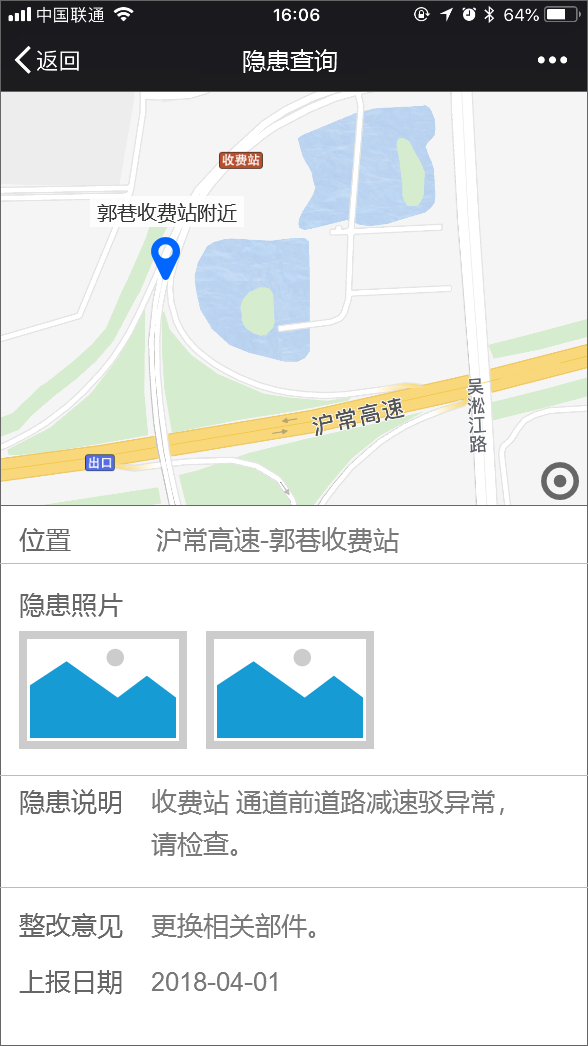 中国联通 16:06 64%
返回 隐患查询
收费站
郭巷收费站附近
沪常高速
吴淞江路
出口
位置 沪常高速-郭巷收费站
隐患照片
隐患说明 收费站 通道前道路减速驳异常，
请检查。
整改意见 更换相关部件。
上报日期 2018-04-01